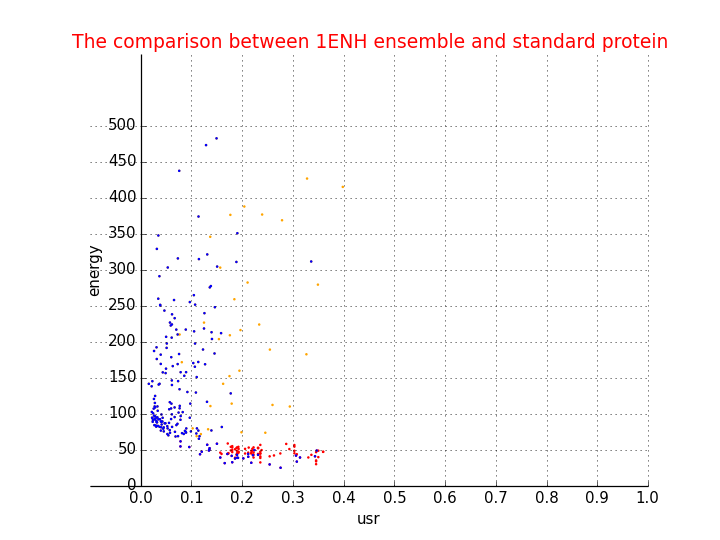 The comparison between 1ENH ensemble and standard protein
500
450
400
350
300
energy
250
200
150
100
50
0
0.0 0.1 0.2 0.3 0.4 0.5 0.6 0.7 0.8 0.9 1.0
usr